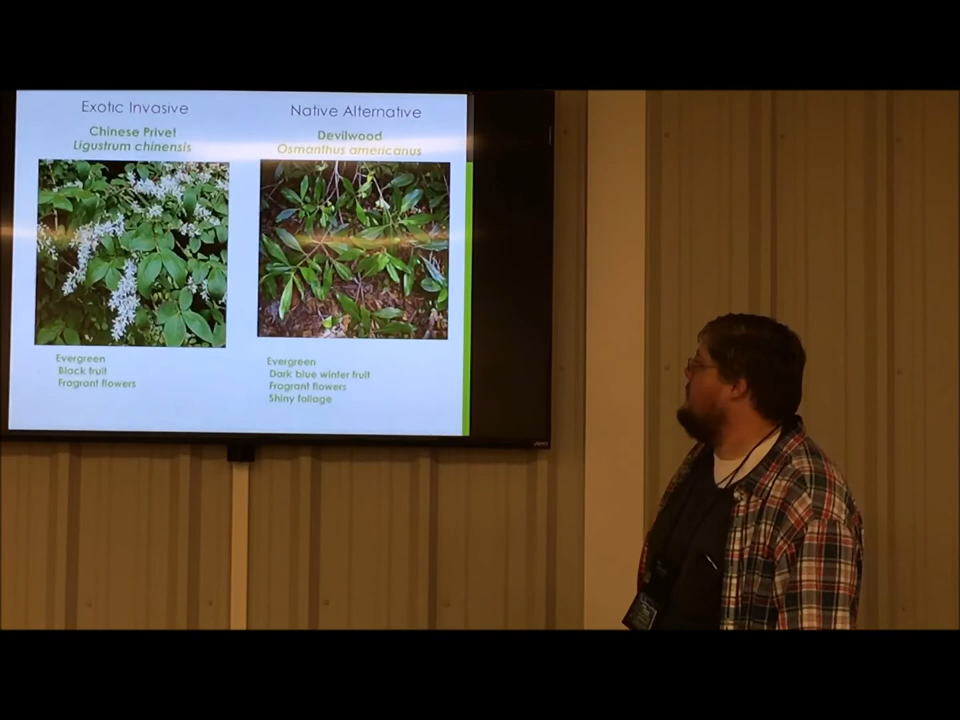 Exotic Invasive
Chinese Privet
Ligustrum chinensis
Evergreen
Black fruit
Fragrant flowers
Native Alternative
Devilwood
Osmanthus americanus
Evergreen
Dark blue winter fruit
Fragrant flowers
Shiny foliage